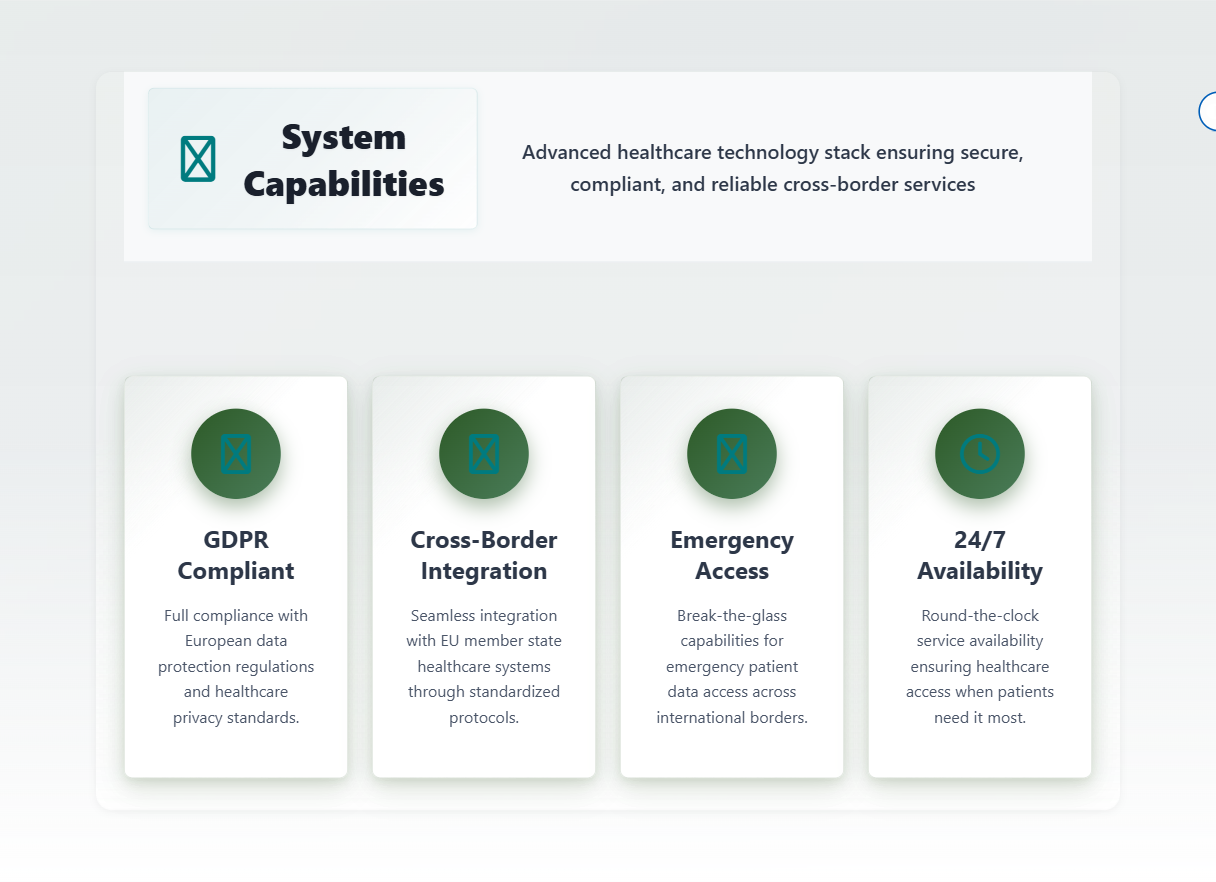 System
Capabilities
Advanced healthcare technology stack ensuring secure,
compliant, and reliable cross-border services
GDPR
Compliant
Full compliance with
European data
protection regulations
and healthcare
privacy standards.
Cross-Border
Integration
Seamless integration
with EU member state
healthcare systems
through standardized
protocols.
Emergency
Access
Break-the-glass
capabilities for
emergency patient
data access across
international borders.
24/7
Availability
Round-the-clock
service availability
ensuring healthcare
access when patients
need it most.